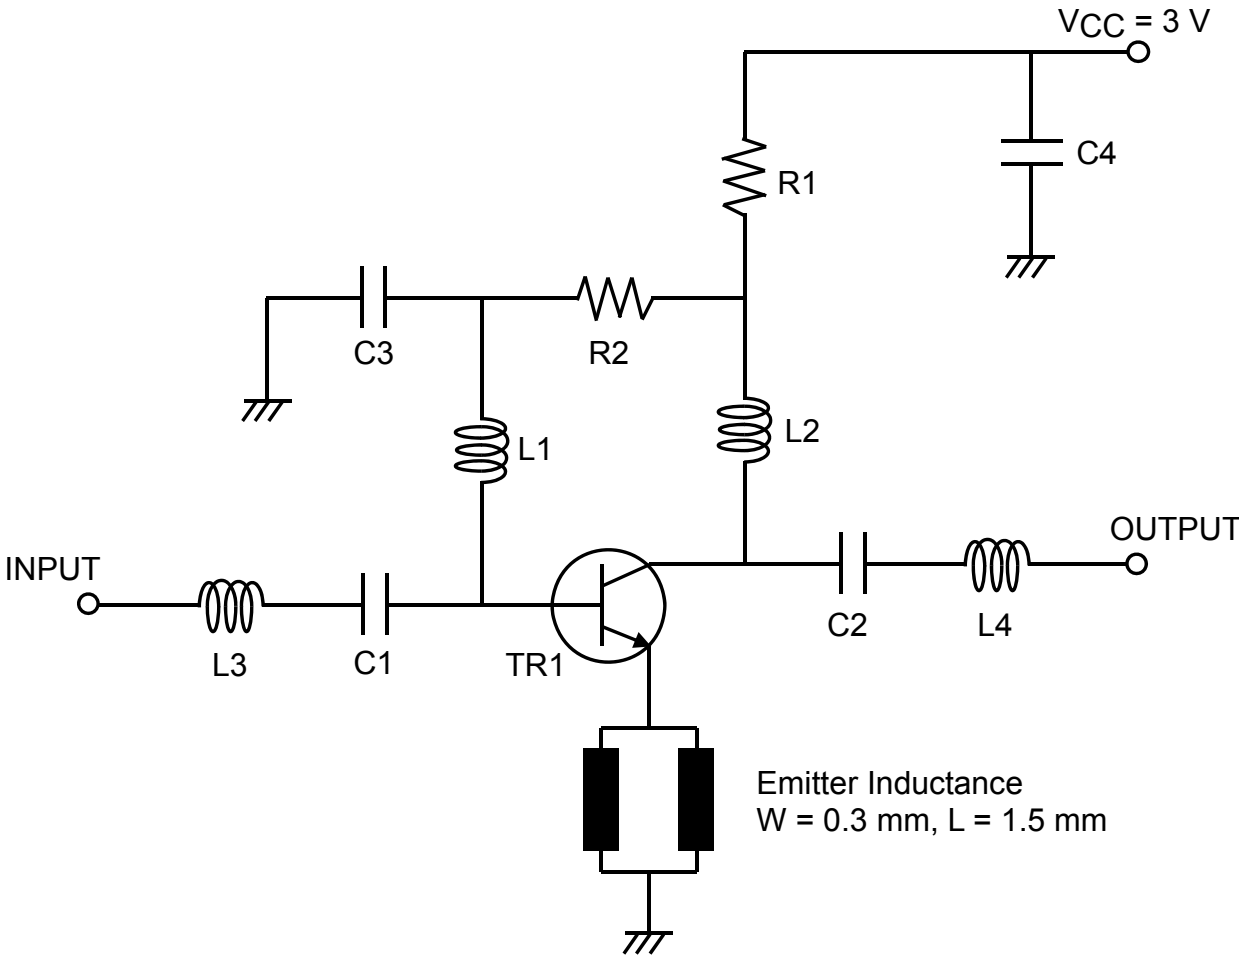 VCC = 3 V
C4
R1
C3
R2
L1
L2
OUTPUT
INPUT
C2
L4
L3
C1
TR1
Emitter Inductance
W = 0.3 mm, L = 1.5 mm